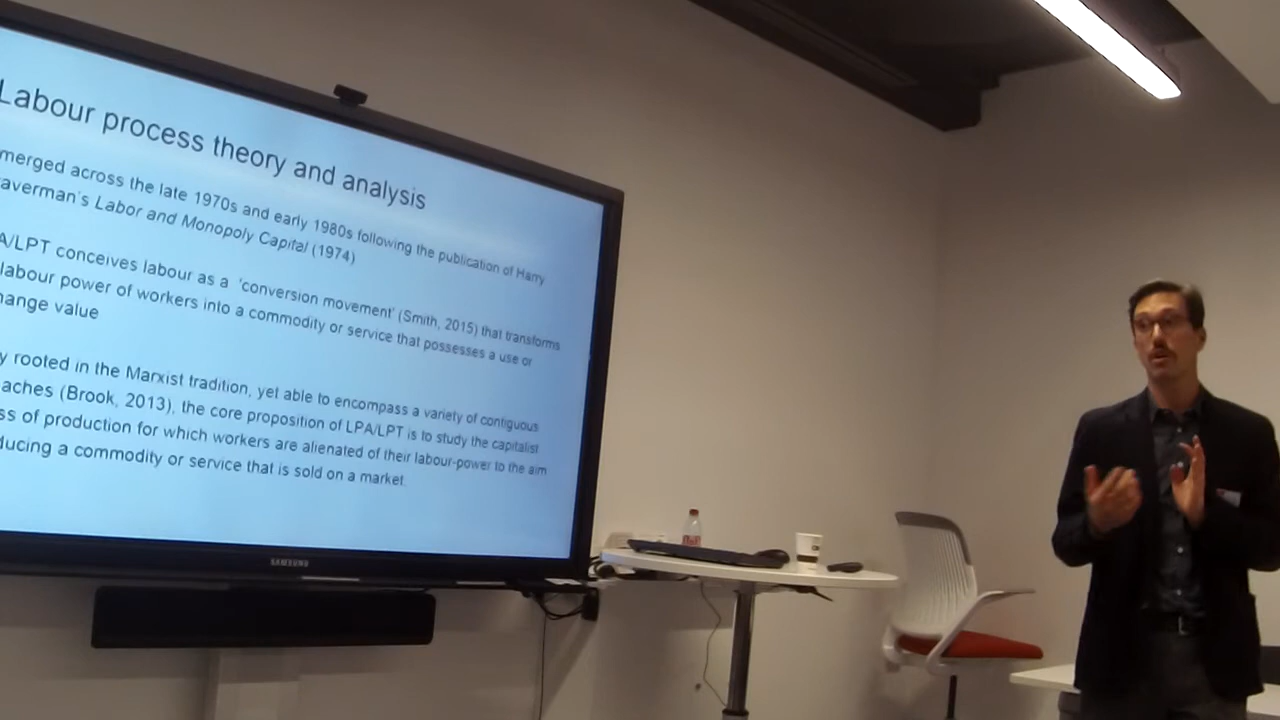 Labour process theory and analysis
merged across the late 1970s and early 1980s following the publication of Harry
averman's Labor and Monopoly Capital (1974)
A/LPT conceives labour as a 'conversion movement' (Smith, 2015) that transforms
labour power of workers into a commodity or service that possesses a use or
hange value
y rooted in the Marxist tradition, yet able to encompass a variety of contiguous
aches (Brook, 2013), the core proposition of LPA/LPT is to study the capitalist
ss of production for which workers are alienated of their labour-power to the aim
ducing a commodity or service that is sold on a market.
SAMSUNG